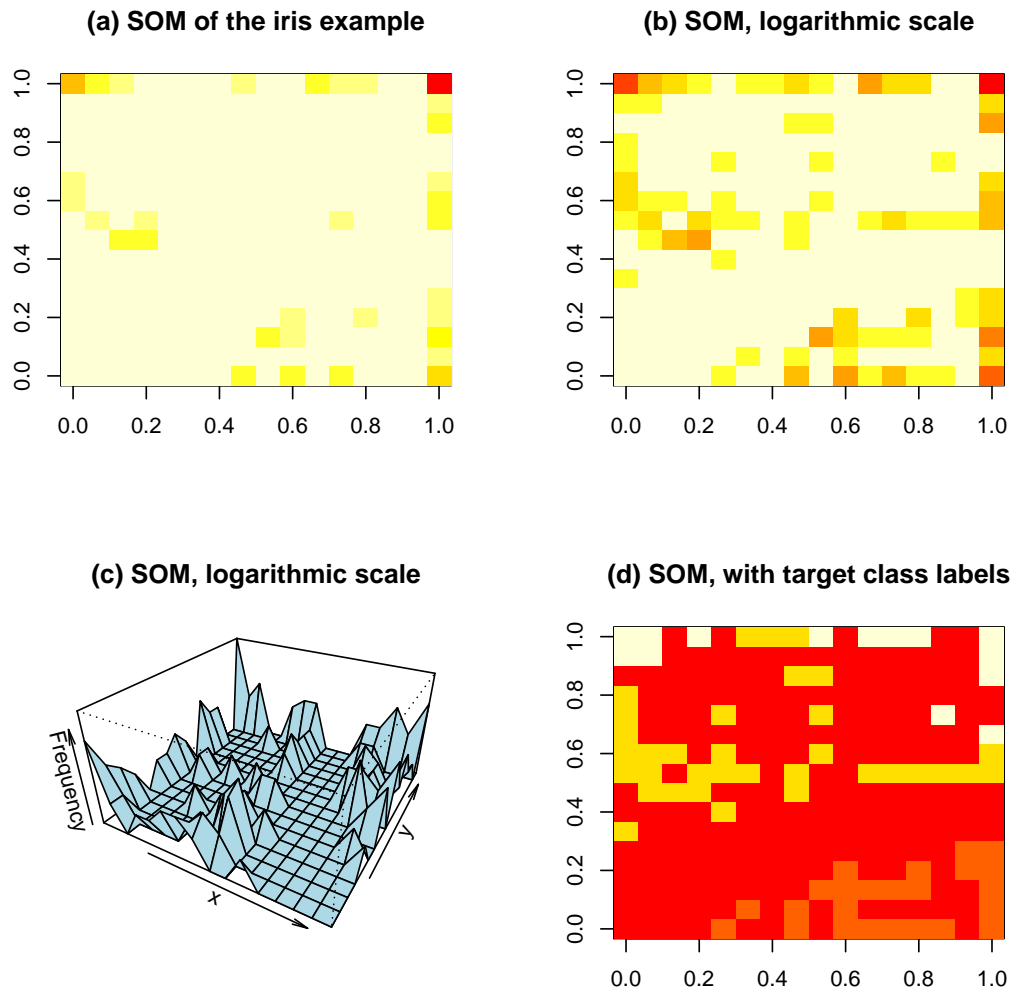 (a) SOM of the iris example
1.0
0.8
0.6
0.4
0.2
0.0
0.0 0.2 0.4 0.6 0.8 1.0
(b) SOM, logarithmic scale
1.0
0.8
0.6
0.4
0.2
0.0
0.0 0.2 0.4 0.6 0.8 1.0
(c) SOM, logarithmic scale
Frequency
x
y
(d) SOM, with target class labels
1.0
0.8
0.6
0.4
0.2
0.0
0.0 0.2 0.4 0.6 0.8 1.0